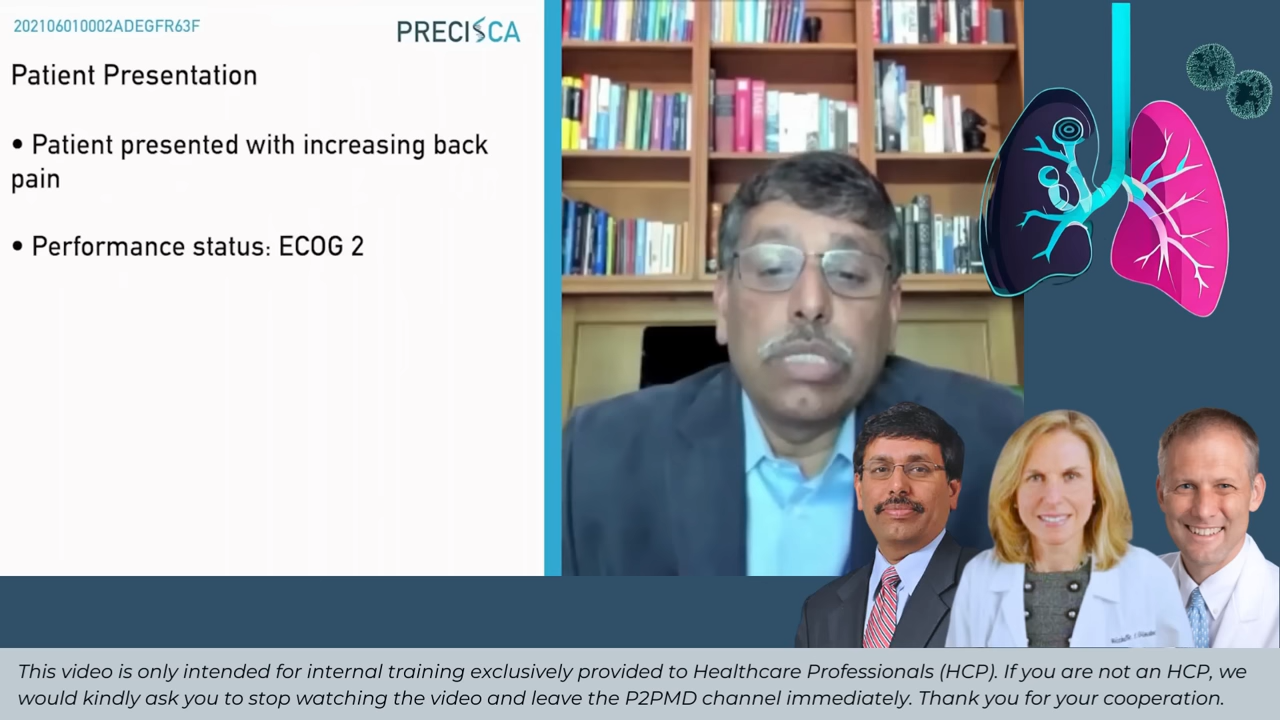 202106010002ADEGFR63F
PRECISCA
Patient Presentation
• Patient presented with increasing back
pain
• Performance status: ECOG 2
This video is only intended for internal training exclusively provided to Healthcare Professionals (HCP). If you are not an HCP, we
would kindly ask you to stop watching the video and leave the P2PMD channel immediately. Thank you for your cooperation.